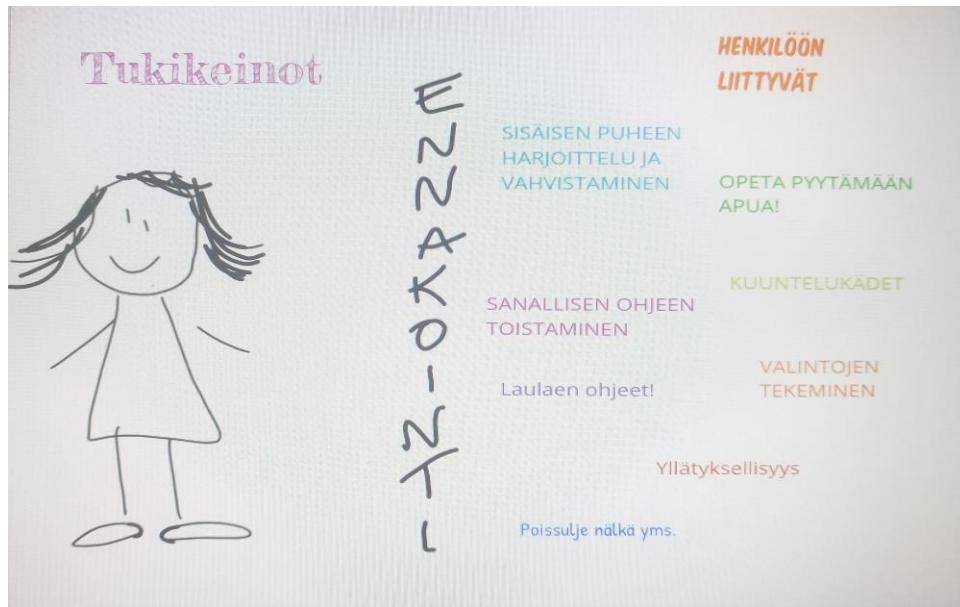 Tukikeinot
ENNAKOINTI
HENKILÖÖN
LIITTYVÄT
SISÄISEN PUHEEN
HARJOITTELU JA
VAHVISTAMINEN
OPETA PYYTÄMÄÄN
APUA!
KUUNTELUKÄDET
SANALLISEN OHJEEN
TOISTAMINEN
VALINTOJEN
TEKEMINEN
Laulaen ohjeet!
Yllätyksellisyys
Poissulje nälkä yms.